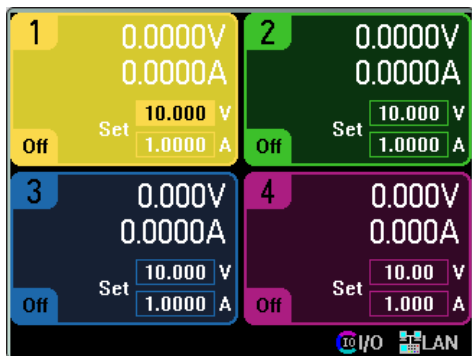 1 0.0000V 2 0.0000V
0.0000A 0.0000A
Set 10.000 V Set 10.000 V
Off 1.0000 A Off 1.0000 A
3 0.000V 4 0.000V
0.0000A 0.000A
Set 10.000 V Set 10.00 V
Off 1.0000 A Off 1.000 A
IO I/O LAN